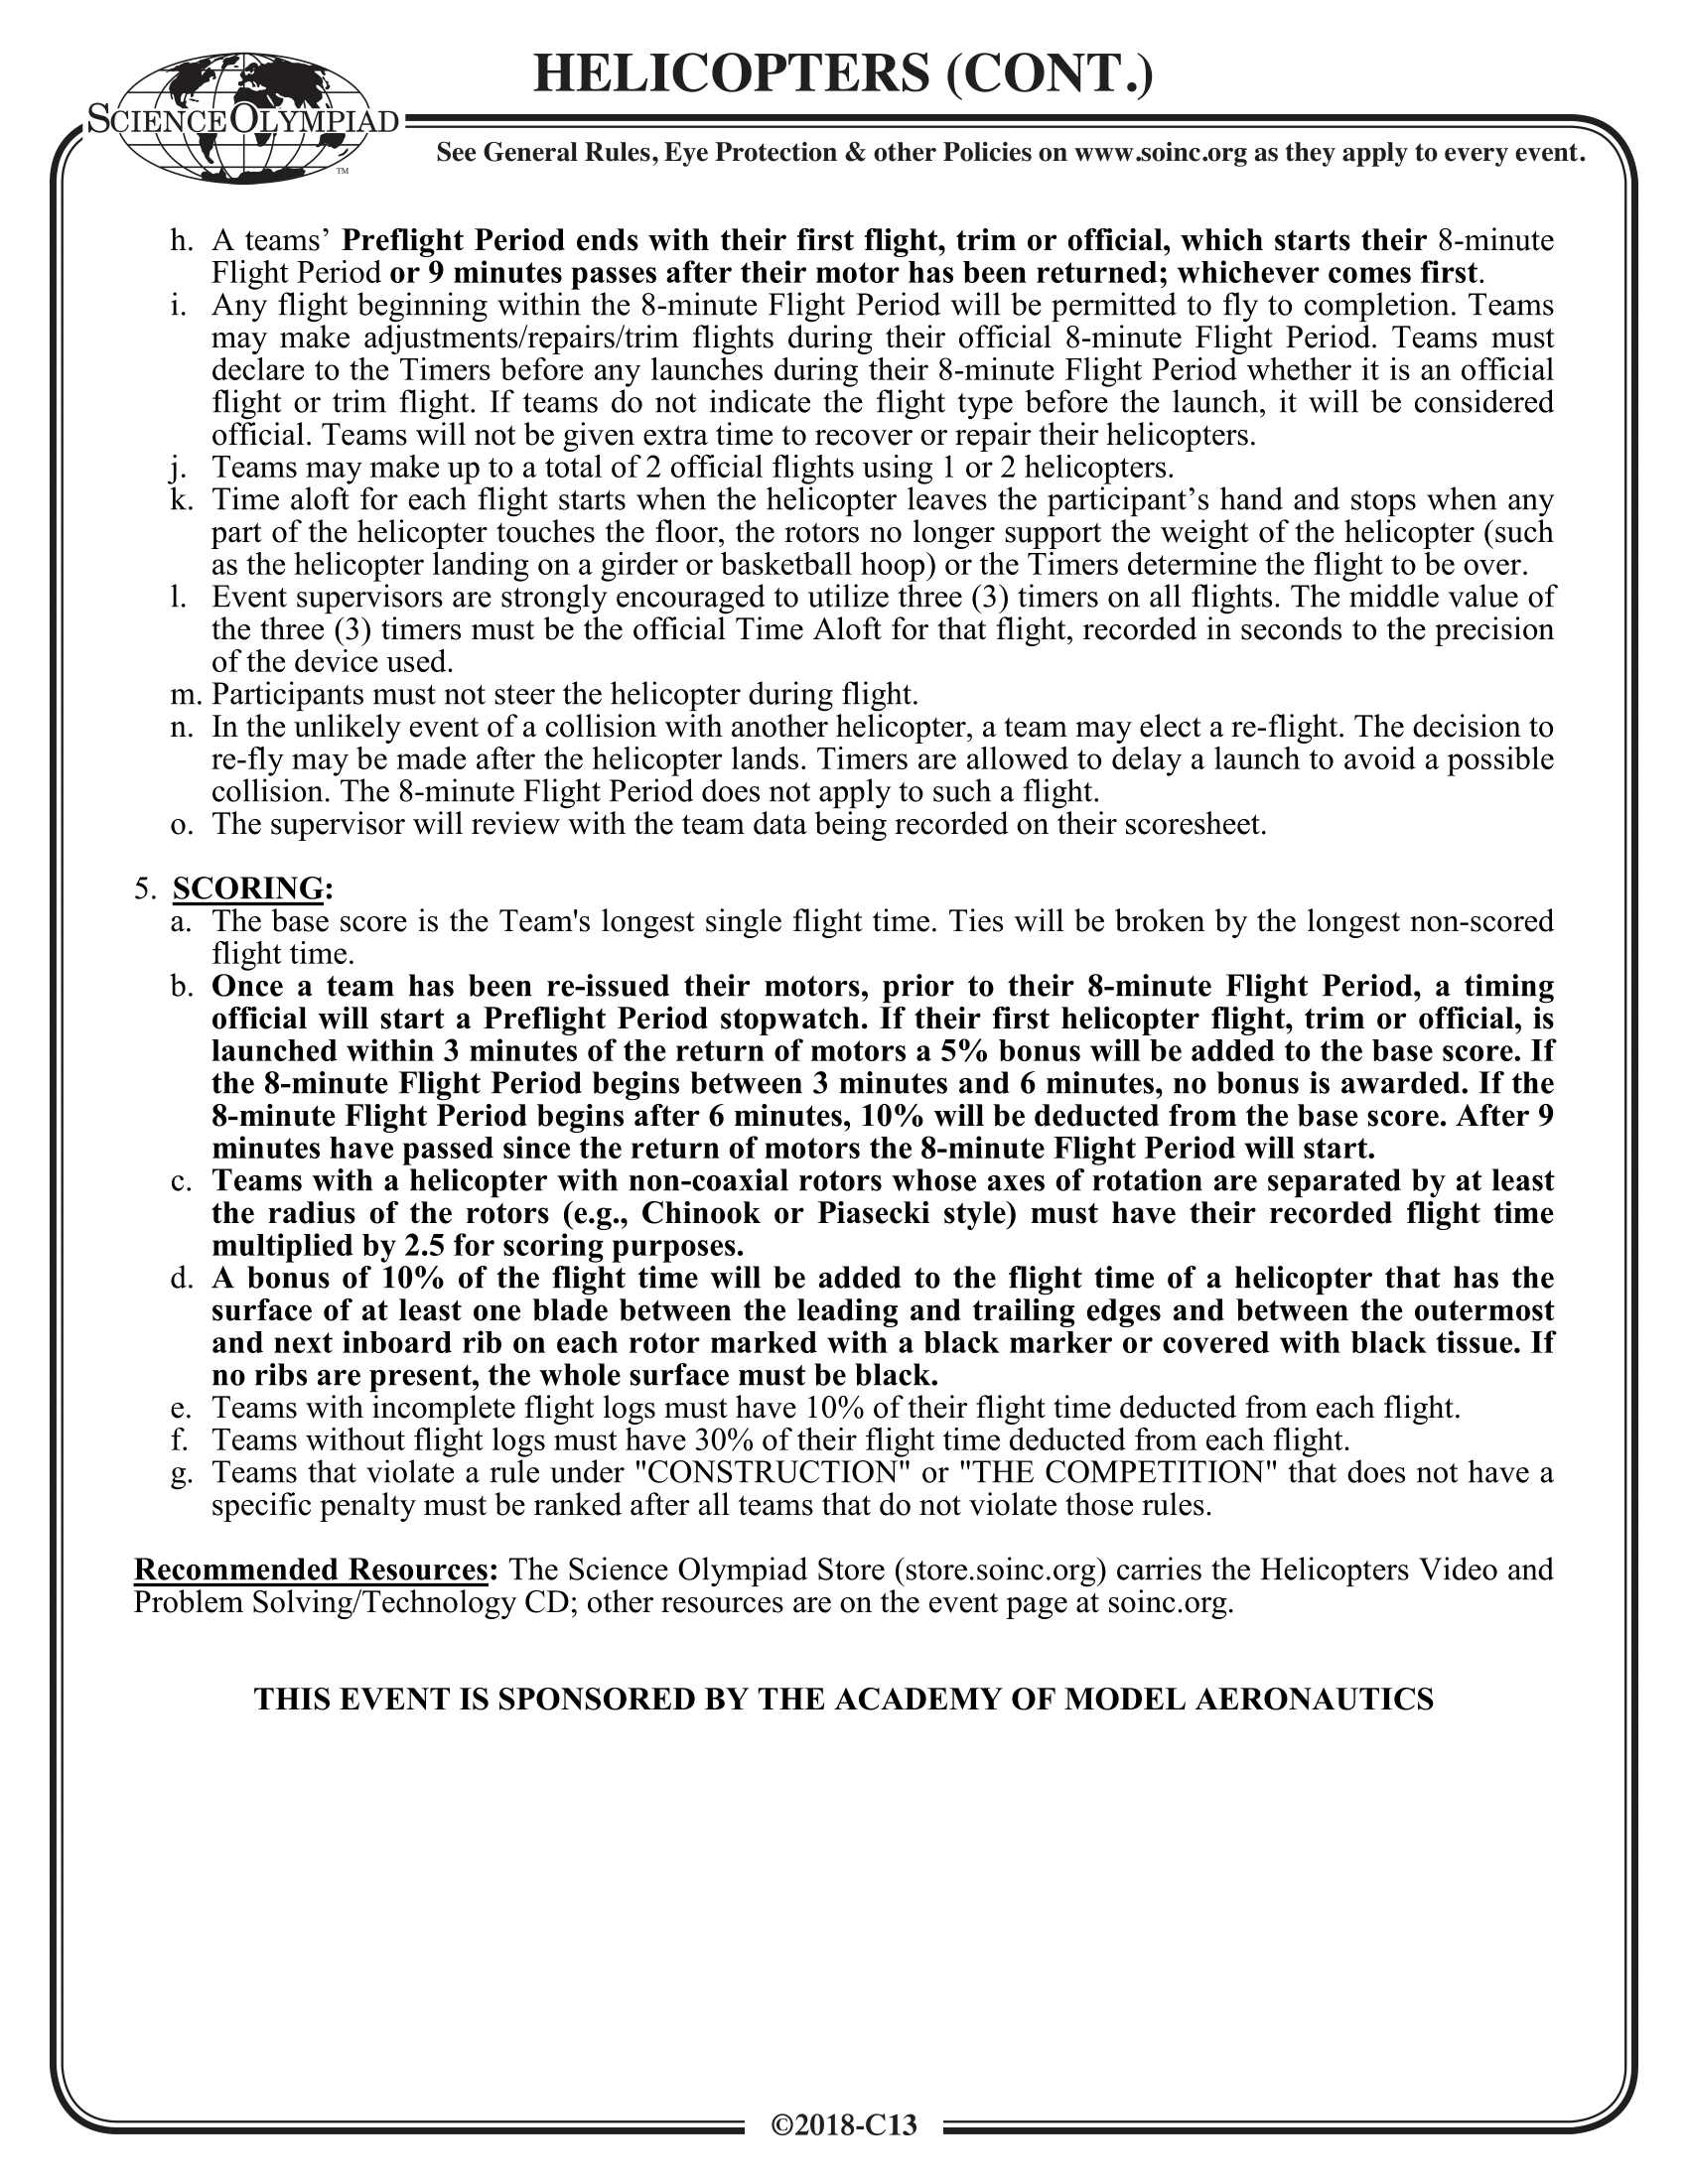 HELICOPTERS (CONT.)
SCIENCE OLYMPIAD
TM
See General Rules, Eye Protection & other Policies on www.soinc.org as they apply to every event.
h. A teams’ Preflight Period ends with their first flight, trim or official, which starts their 8-minute
Flight Period or 9 minutes passes after their motor has been returned; whichever comes first.
i. Any flight beginning within the 8-minute Flight Period will be permitted to fly to completion. Teams
may make adjustments/repairs/trim flights during their official 8-minute Flight Period. Teams must
declare to the Timers before any launches during their 8-minute Flight Period whether it is an official
flight or trim flight. If teams do not indicate the flight type before the launch, it will be considered
official. Teams will not be given extra time to recover or repair their helicopters.
j. Teams may make up to a total of 2 official flights using 1 or 2 helicopters.
k. Time aloft for each flight starts when the helicopter leaves the participant’s hand and stops when any
part of the helicopter touches the floor, the rotors no longer support the weight of the helicopter (such
as the helicopter landing on a girder or basketball hoop) or the Timers determine the flight to be over.
l. Event supervisors are strongly encouraged to utilize three (3) timers on all flights. The middle value of
the three (3) timers must be the official Time Aloft for that flight, recorded in seconds to the precision
of the device used.
m. Participants must not steer the helicopter during flight.
n. In the unlikely event of a collision with another helicopter, a team may elect a re-flight. The decision to
re-fly may be made after the helicopter lands. Timers are allowed to delay a launch to avoid a possible
collision. The 8-minute Flight Period does not apply to such a flight.
o. The supervisor will review with the team data being recorded on their scoresheet.
5. SCORING:
a. The base score is the Team's longest single flight time. Ties will be broken by the longest non-scored
flight time.
b. Once a team has been re-issued their motors, prior to their 8-minute Flight Period, a timing
official will start a Preflight Period stopwatch. If their first helicopter flight, trim or official, is
launched within 3 minutes of the return of motors a 5% bonus will be added to the base score. If
the 8-minute Flight Period begins between 3 minutes and 6 minutes, no bonus is awarded. If the
8-minute Flight Period begins after 6 minutes, 10% will be deducted from the base score. After 9
minutes have passed since the return of motors the 8-minute Flight Period will start.
c. Teams with a helicopter with non-coaxial rotors whose axes of rotation are separated by at least
the radius of the rotors (e.g., Chinook or Piasecki style) must have their recorded flight time
multiplied by 2.5 for scoring purposes.
d. A bonus of 10% of the flight time will be added to the flight time of a helicopter that has the
surface of at least one blade between the leading and trailing edges and between the outermost
and next inboard rib on each rotor marked with a black marker or covered with black tissue. If
no ribs are present, the whole surface must be black.
e. Teams with incomplete flight logs must have 10% of their flight time deducted from each flight.
f. Teams without flight logs must have 30% of their flight time deducted from each flight.
g. Teams that violate a rule under "CONSTRUCTION" or "THE COMPETITION" that does not have a
specific penalty must be ranked after all teams that do not violate those rules.
Recommended Resources: The Science Olympiad Store (store.soinc.org) carries the Helicopters Video and
Problem Solving/Technology CD; other resources are on the event page at soinc.org.
THIS EVENT IS SPONSORED BY THE ACADEMY OF MODEL AERONAUTICS
©2018-C13